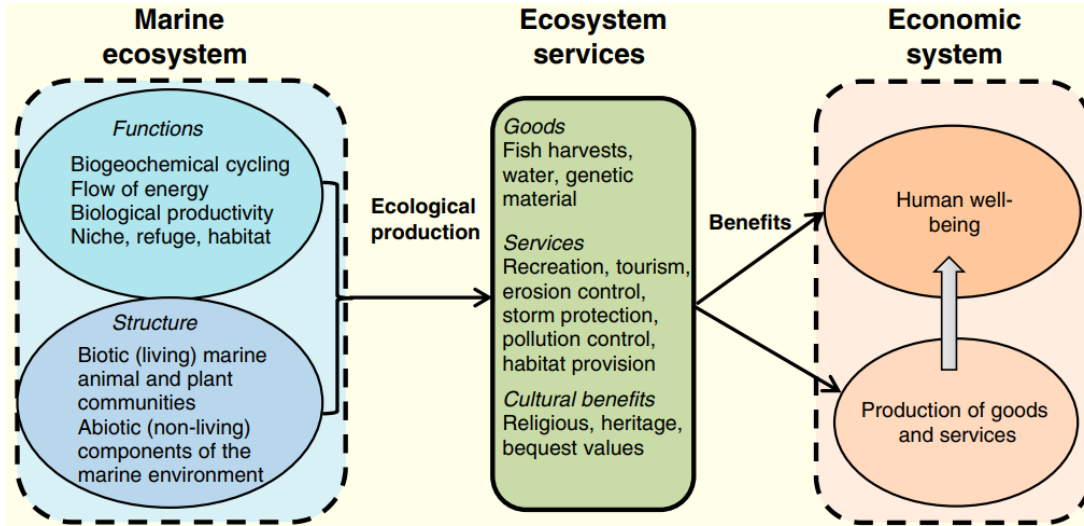 Marine
ecosystem
Functions
Biogeochemical cycling
Flow of energy
Biological productivity
Niche, refuge, habitat
Structure
Biotic (living) marine
animal and plant
communities
Abiotic (non-living)
components of the
marine environment
Ecological
production
Ecosystem
services
Goods
Fish harvests,
water, genetic
material
Services
Recreation, tourism,
erosion control,
storm protection,
pollution control,
habitat provision
Cultural benefits
Religious, heritage,
bequest values
Benefits
Economic
system
Human well-
being
Production of goods
and services